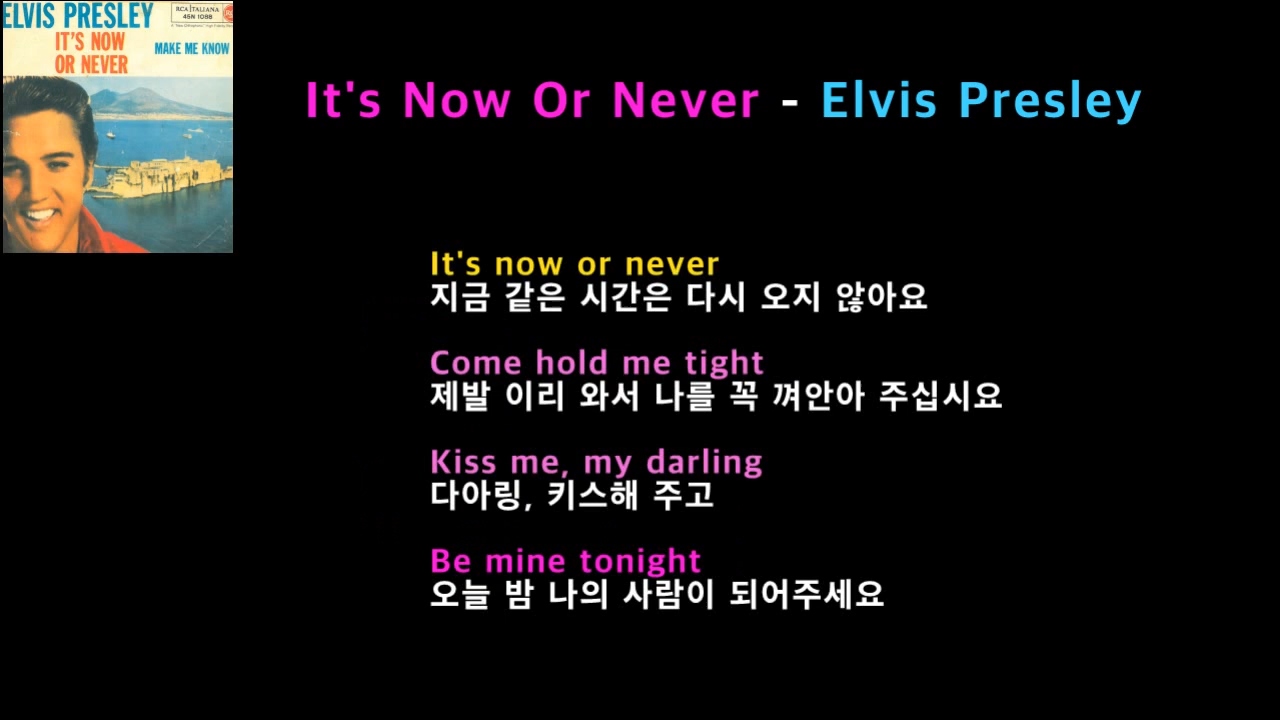 ELVIS PRESLEY
RCA ITALIANA
45N 1088
IT'S NOW
OR NEVER
MAKE ME KNOW
It's Now Or Never - Elvis Presley
It's now or never
지금 같은 시간은 다시 오지 않아요
Come hold me tight
제발 이리 와서 나를 꼭 껴안아 주십시요
Kiss me, my darling
다아링, 키스해 주고
Be mine tonight
오늘 밤 나의 사람이 되어주세요